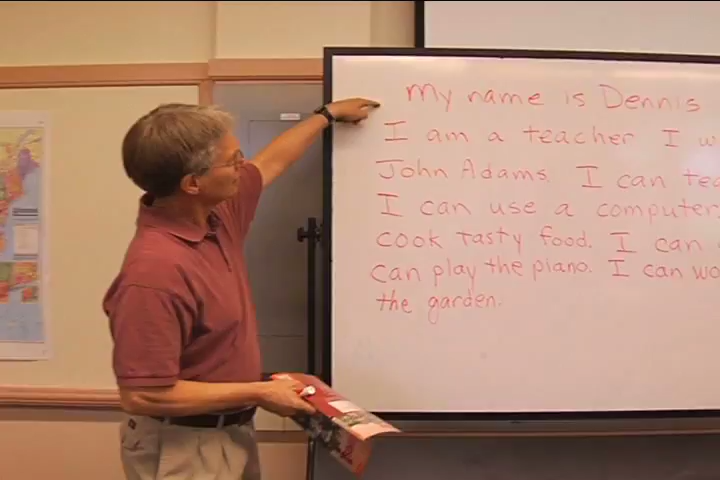 My name is Dennis
I am a teacher I
John Adams. I can
I can use a computer
cook tasty food. I can
can play the piano. I can
the garden.